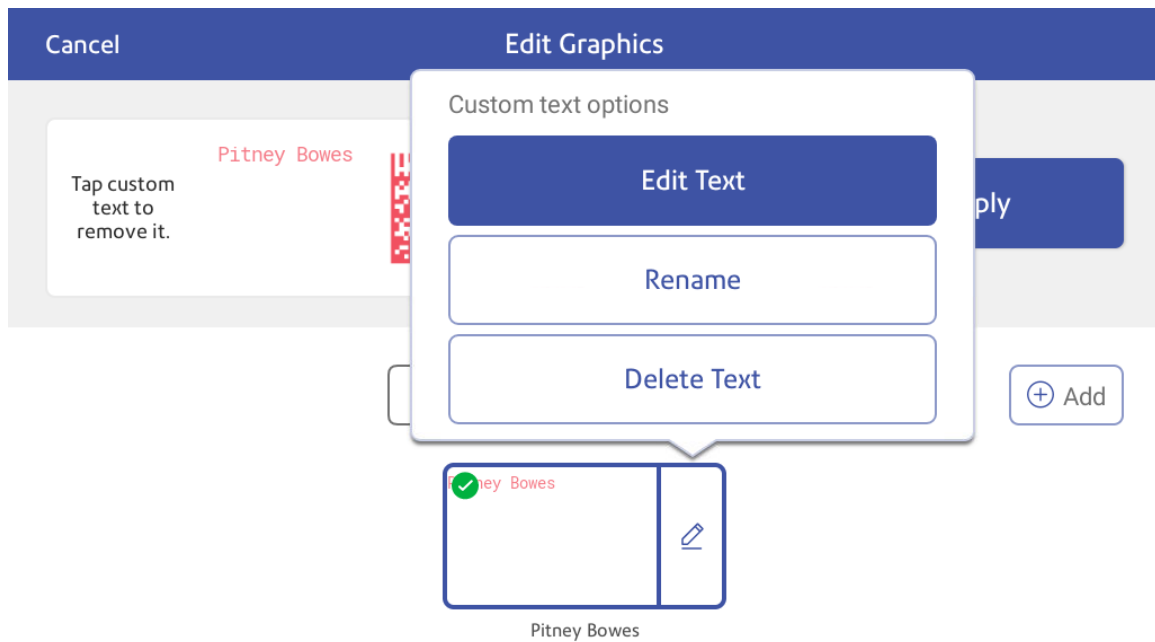 Cancel
Edit Graphics
Custom text options
Pitney Bowes
Tap custom
text to
remove it.
Edit Text
Rename
Delete Text
Add
Bowes
Pitney Bowes